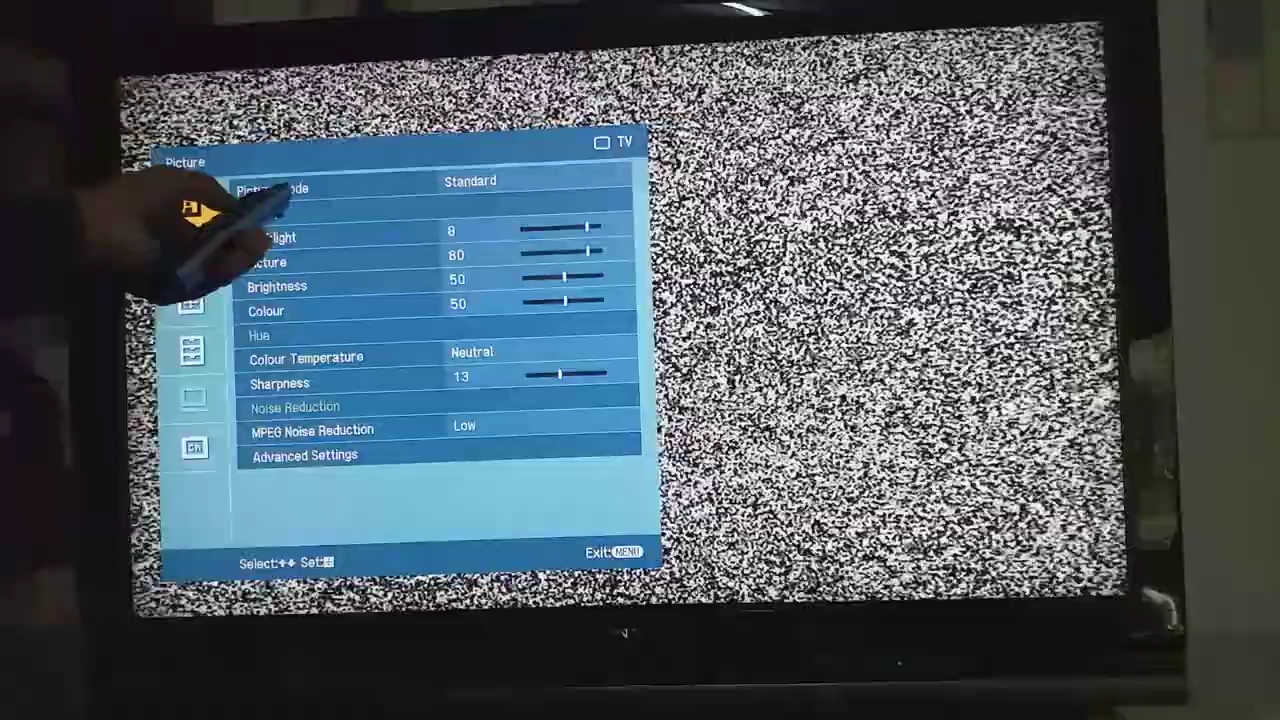 Picture
TV
Standard
8
80
Brightness 50
Colour 50
Hue
Colour Temperature Neutral
Sharpness 13
Noise Reduction
MPEG Noise Reduction Low
Advanced Settings
Select: Set:
Exit: MENU